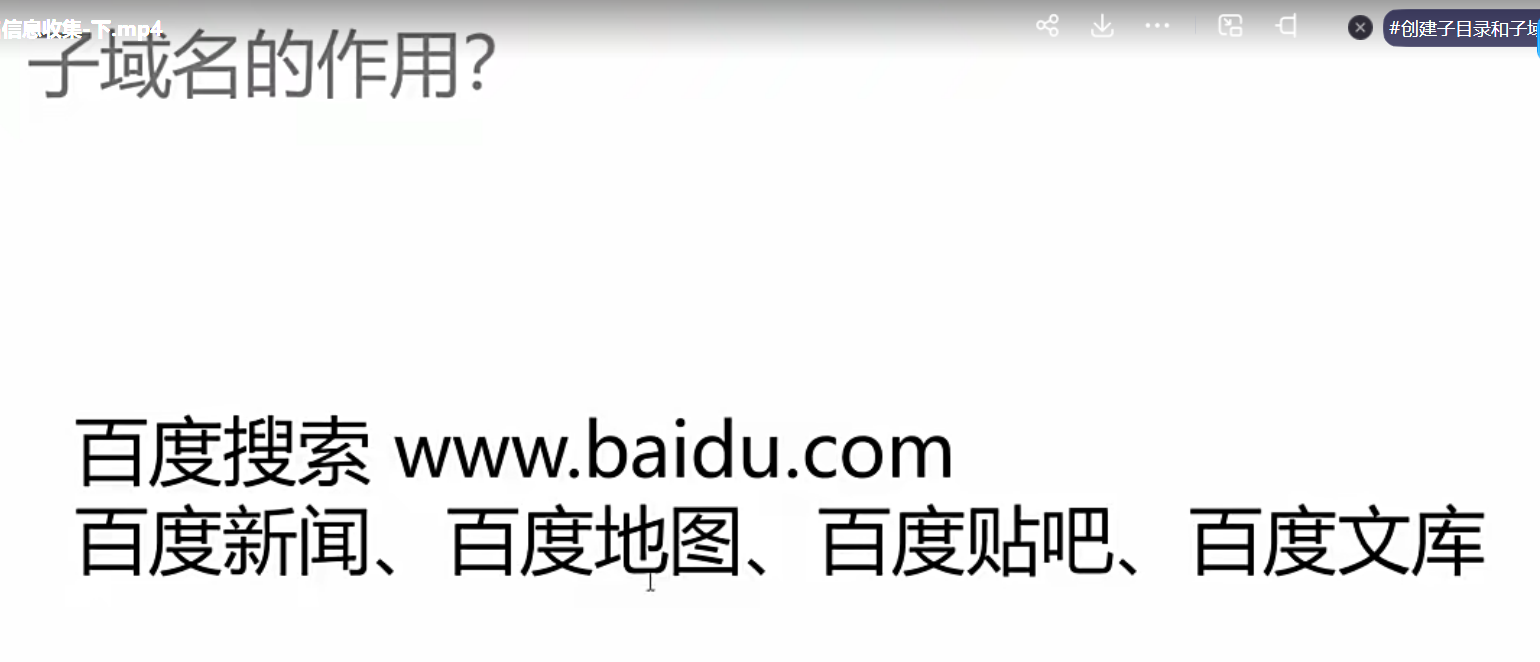 信息收集-下.mp4
#创建子目录和子域
子域名的作用?
百度搜索 www.baidu.com
百度新闻、百度地图、百度贴吧、百度文库